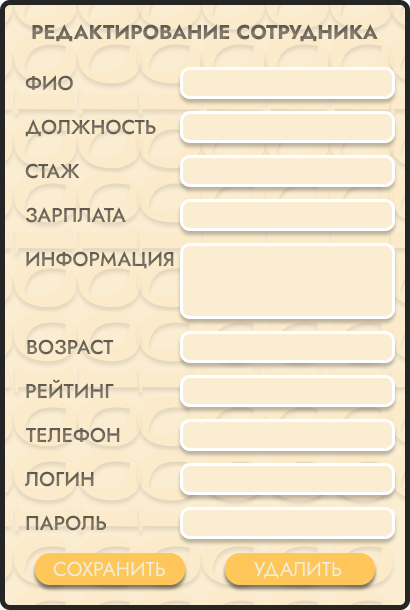 РЕДАКТИРОВАНИЕ СОТРУДНИКА
ФИО
ДОЛЖНОСТЬ
СТАЖ
ЗАРПЛАТА
ИНФОРМАЦИЯ
ВОЗРАСТ
РЕЙТИНГ
ТЕЛЕФОН
ЛОГИН
ПАРОЛЬ
СОХРАНИТЬ УДАЛИТЬ